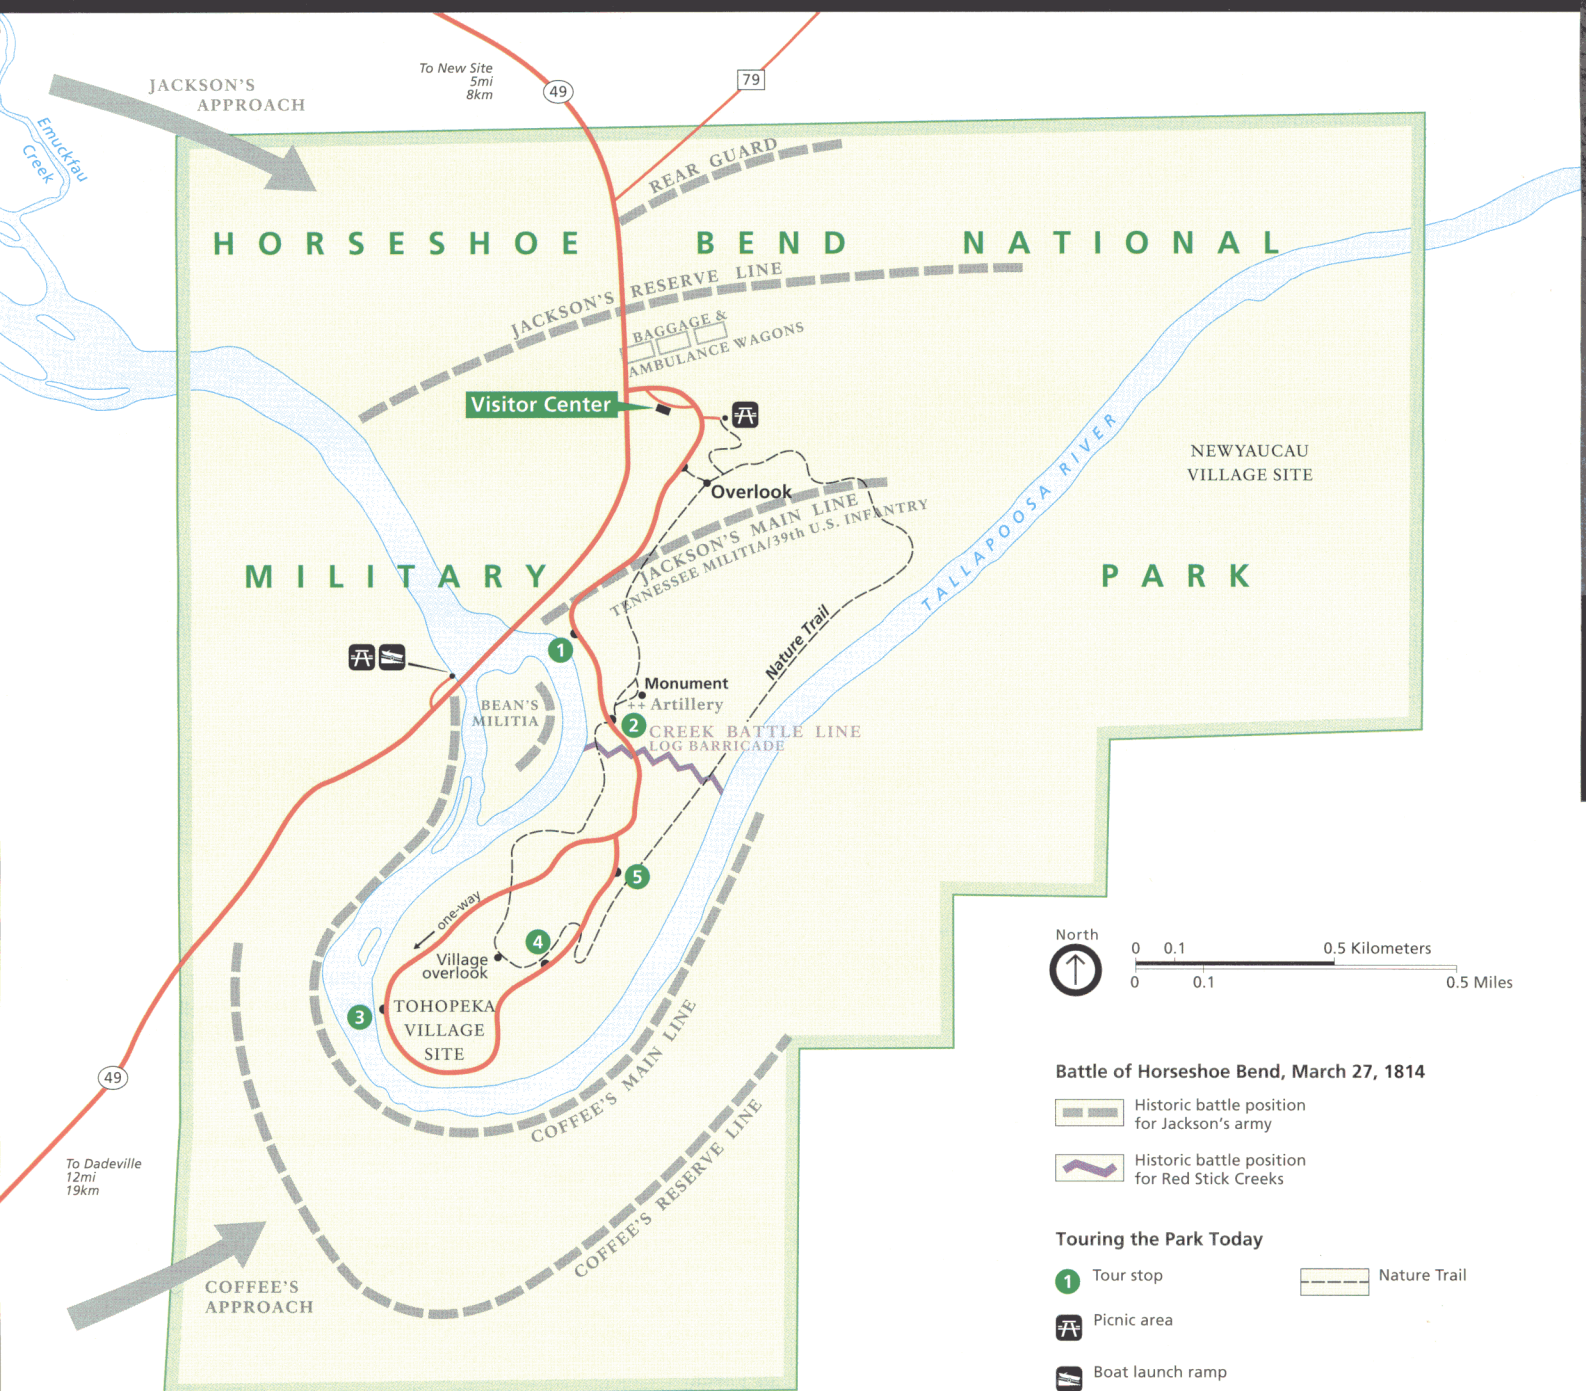 JACKSON'S
APPROACH
To New Site
5mi
8km
49
79
Emuckfau
Creek
REAR GUARD
HORSESHOE BEND NATIONAL
JACKSON'S RESERVE LINE
BAGGAGE &
AMBULANCE WAGONS
Visitor Center
NEWYAUCAU
VILLAGE SITE
Overlook
JACKSON'S MAIN LINE
TENNESSEE MILITIA/39th U.S. INFANTRY
TALLAPOOSA RIVER
MILITARY PARK
1
Nature Trail
Monument
++ Artillery
BEAN'S
MILITIA
2
CREEK BATTLE LINE
LOG BARRICADE
5
one-way
4
Village
overlook
3
TOHOPEKA
VILLAGE
SITE
COFFEE'S MAIN LINE
COFFEE'S RESERVE LINE
49
To Dadeville
12mi
19km
COFFEE'S
APPROACH
North
0 0.1 0.5 Kilometers
0 0.1 0.5 Miles
Battle of Horseshoe Bend, March 27, 1814
Historic battle position
for Jackson's army
Historic battle position
for Red Stick Creeks
Touring the Park Today
1 Tour stop
Nature Trail
Picnic area
Boat launch ramp